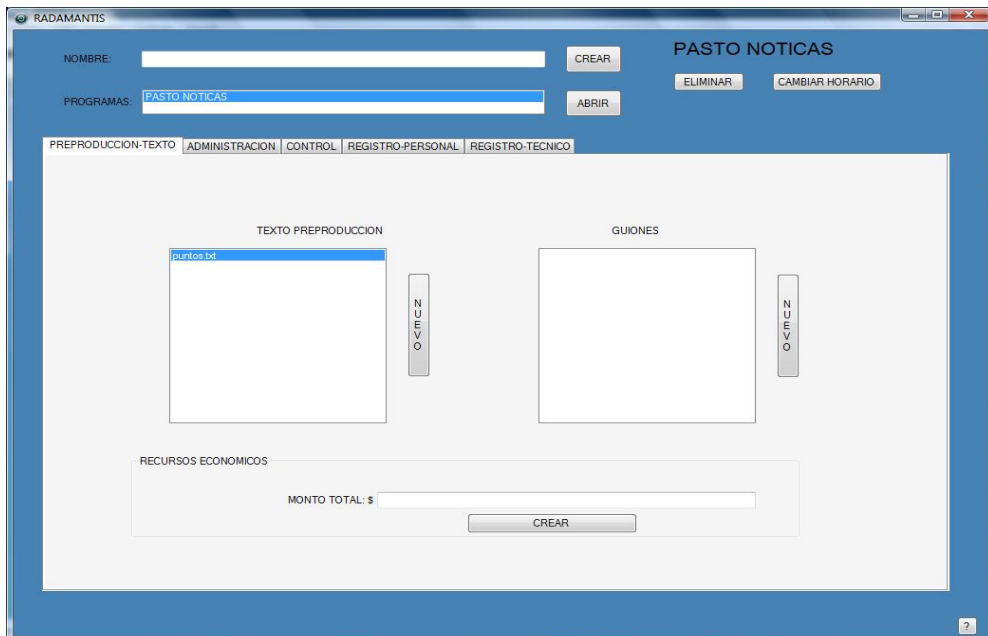 RADAMANTIS
NOMBRE:
CREAR
PASTO NOTICAS
ELIMINAR
CAMBIAR HORARIO
PROGRAMAS:
PASTO NOTICAS
ABRIR
PREPRODUCCION-TEXTO
ADMINISTRACION
CONTROL
REGISTRO-PERSONAL
REGISTRO-TECNICO
TEXTO PREPRODUCCION
GUIONES
puntos.txt
NUEVO
NUEVO
RECURSOS ECONOMICOS
MONTO TOTAL: $
CREAR
?